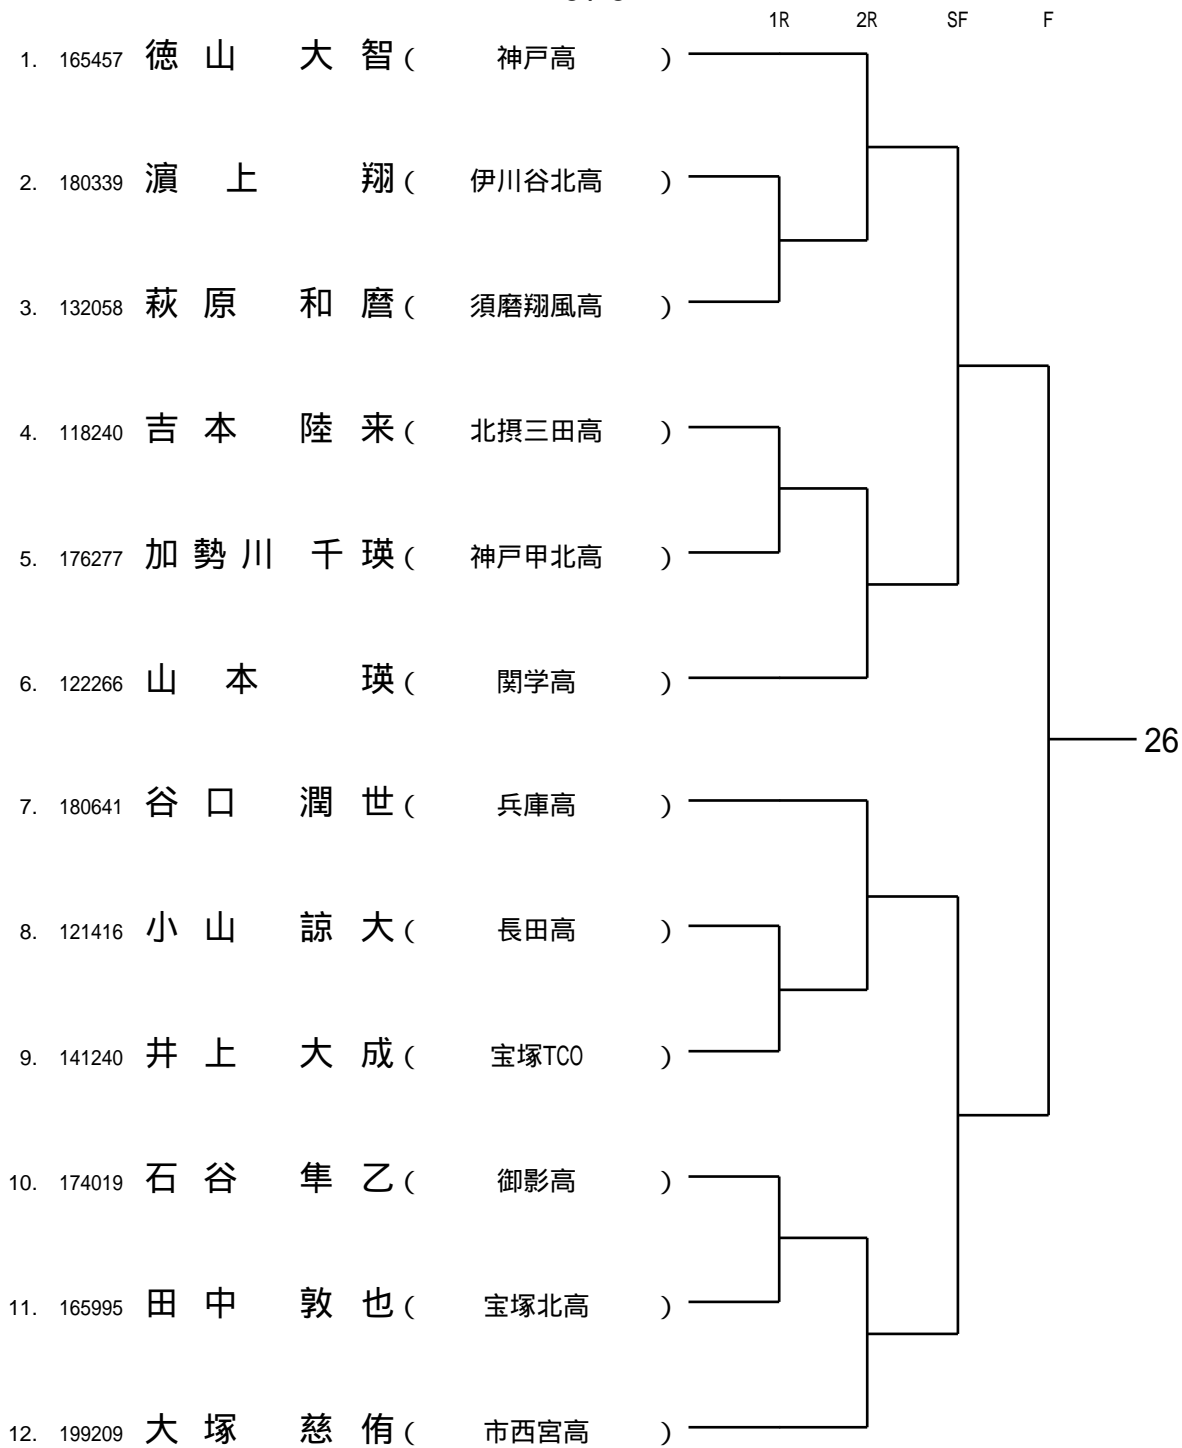 1R 2R SF F
1. 165457 徳山 大智 ( 神戸高 )
2. 180339 濵上 翔 ( 伊川谷北高 )
3. 132058 萩原 和麿 ( 須磨翔風高 )
4. 118240 吉本 陸来 ( 北摂三田高 )
5. 176277 加勢川 千瑛 ( 神戸甲北高 )
6. 122266 山本 瑛 ( 関学高 )
26
7. 180641 谷口 潤世 ( 兵庫高 )
8. 121416 小山 諒大 ( 長田高 )
9. 141240 井上 大成 ( 宝塚TCO )
10. 174019 石谷 隼乙 ( 御影高 )
11. 165995 田中 敦也 ( 宝塚北高 )
12. 199209 大塚 慈侑 ( 市西宮高 )